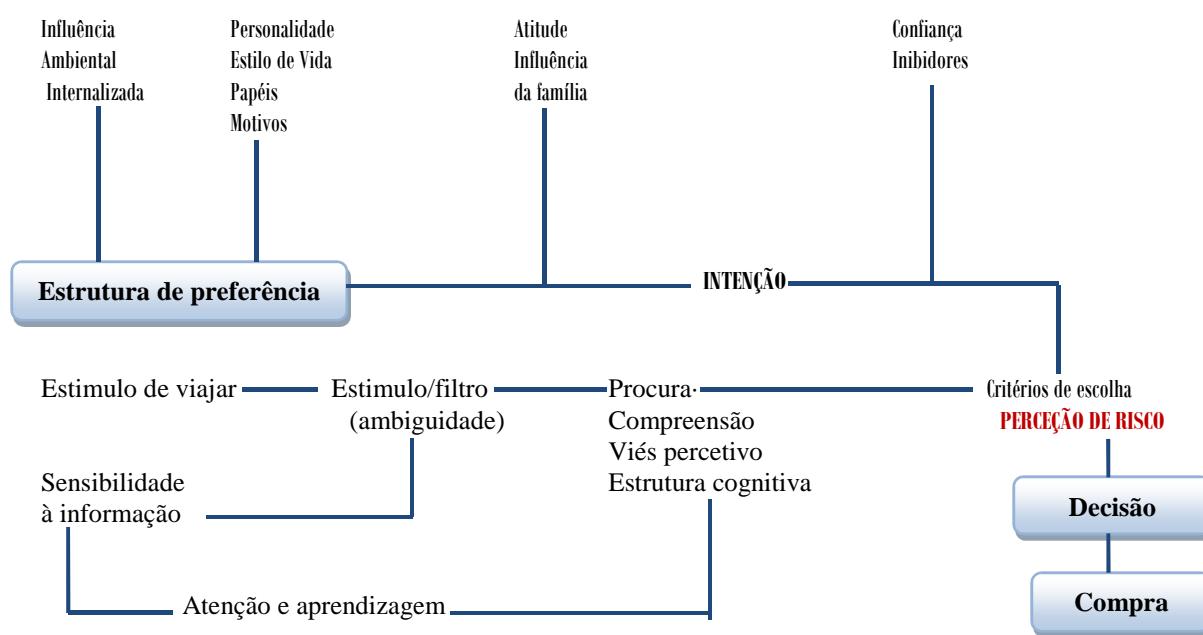 Influência
Ambiental
Internalizada
Personalidade
Estilo de Vida
Papéis
Motivos
Atitude
Influência
da família
Confiança
Inibidores
Estrutura de preferência
INTENÇÃO
Estimulo de viajar
Estimulo/filtro
(ambiguidade)
Procura·
Compreensão
Viés percetivo
Estrutura cognitiva
Critérios de escolha
PERCEÇÃO DE RISCO
Sensibilidade
à informação
Decisão
Atenção e aprendizagem
Compra